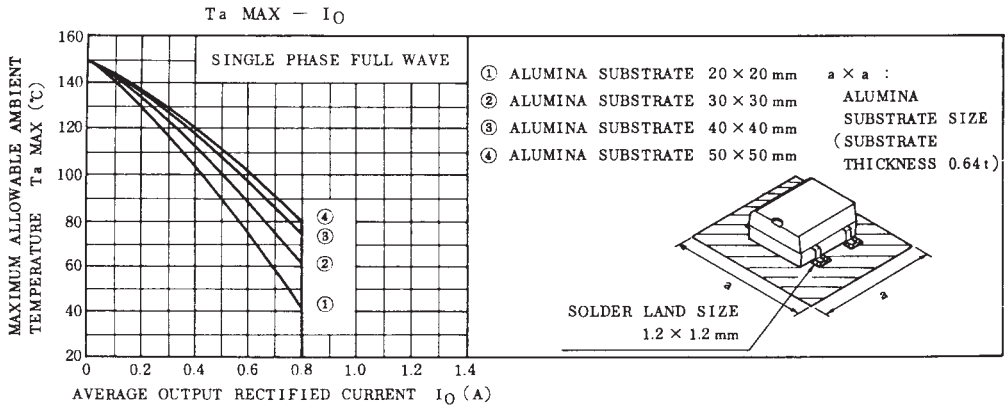 Ta MAX − IO
MAXIMUM ALLOWABLE AMBIENT
TEMPERATURE Ta MAX (℃)
160
140
120
100
80
60
40
20
SINGLE PHASE FULL WAVE
④
③
②
①
0
0.2
0.4
0.6
0.8
1.0
1.2
1.4
AVERAGE OUTPUT RECTIFIED CURRENT IO (A)
① ALUMINA SUBSTRATE 20×20 mm
② ALUMINA SUBSTRATE 30×30 mm
③ ALUMINA SUBSTRATE 40×40 mm
④ ALUMINA SUBSTRATE 50×50 mm
a × a :
ALUMINA
SUBSTRATE SIZE
(SUBSTRATE
THICKNESS 0.64t)
a
a
SOLDER LAND SIZE
1.2 × 1.2 mm